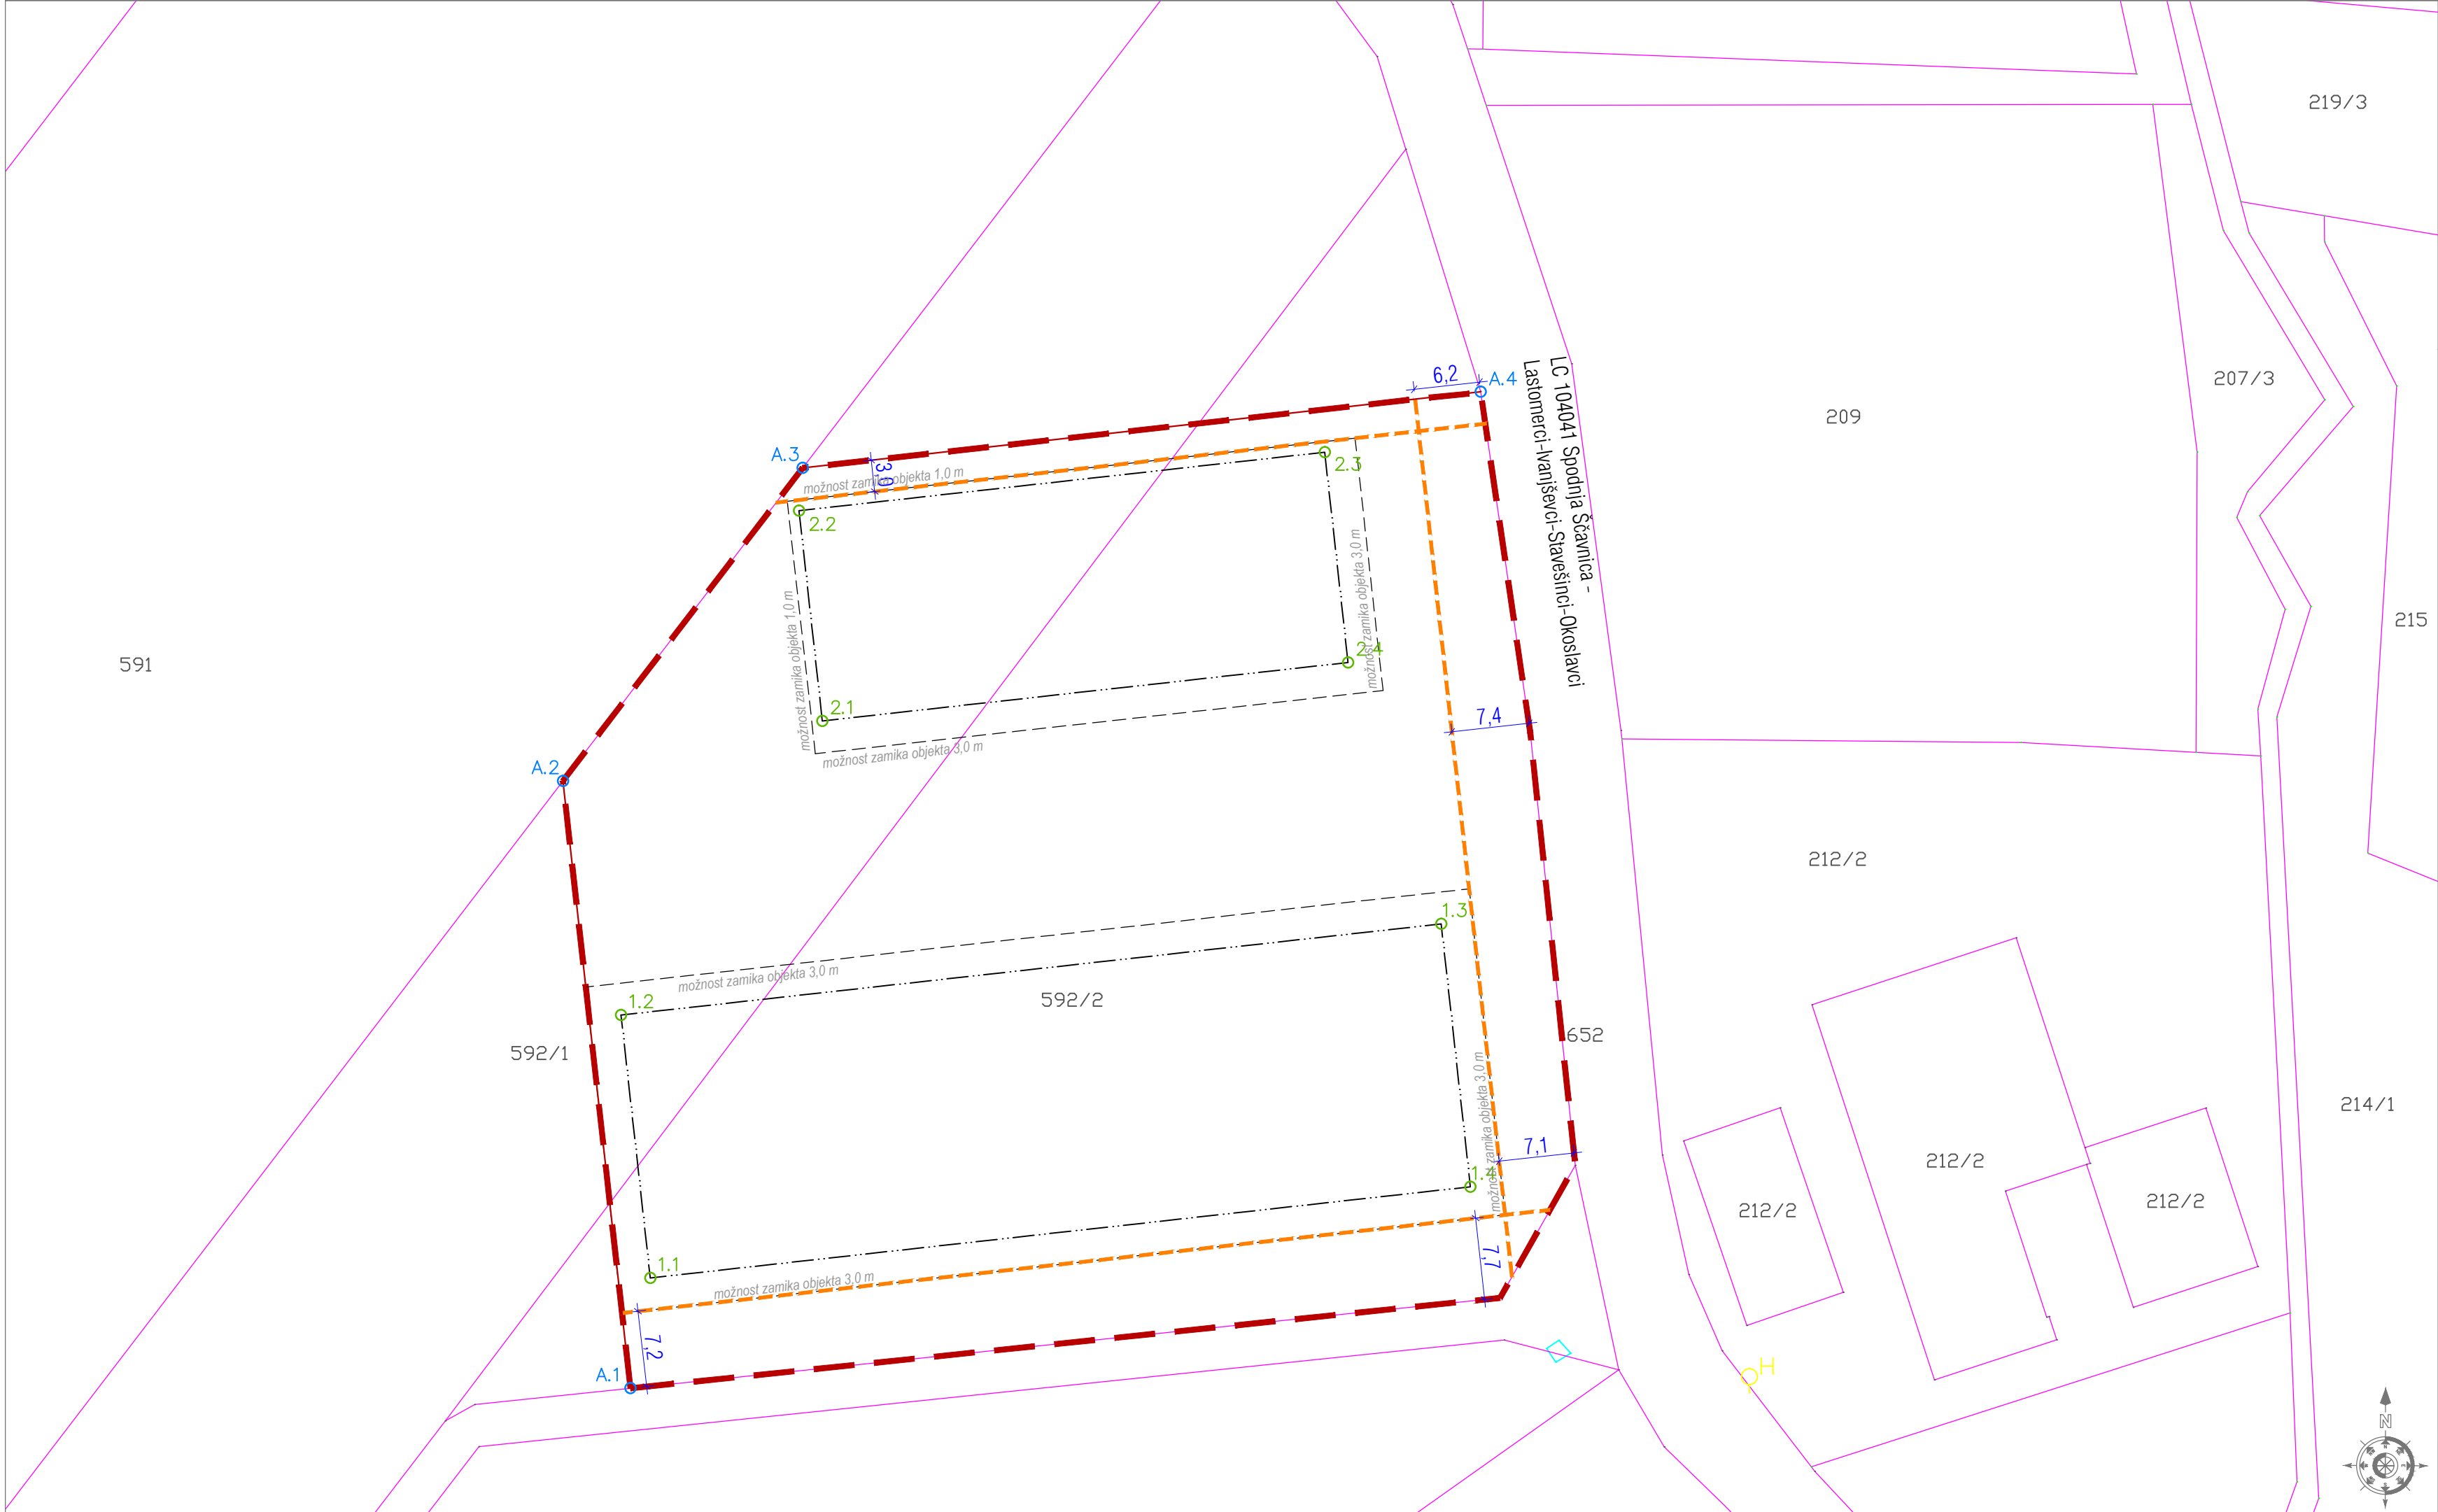 219/3
6,2
A.4
207/3
LC 104041 Spodnja Ščavnica -
Lastomerci-Ivanjševci-Stavešinci-Okoslavci
209
A.3
3,0
možnost zamika objekta 1,0 m
2.3
2.2
možnost zamika objekta 3,0 m
možnost zamika objekta 1,0 m
215
2.4
591
2.1
7,4
možnost zamika objekta 3,0 m
A.2
212/2
1.3
možnost zamika objekta 3,0 m
1.2
592/2
652
592/1
možnost zamika objekta 3,0 m
214/1
7,1
212/2
1.4
212/2
212/2
7,7
1.1
možnost zamika objekta 3,0 m
7,2
A.1
H
N